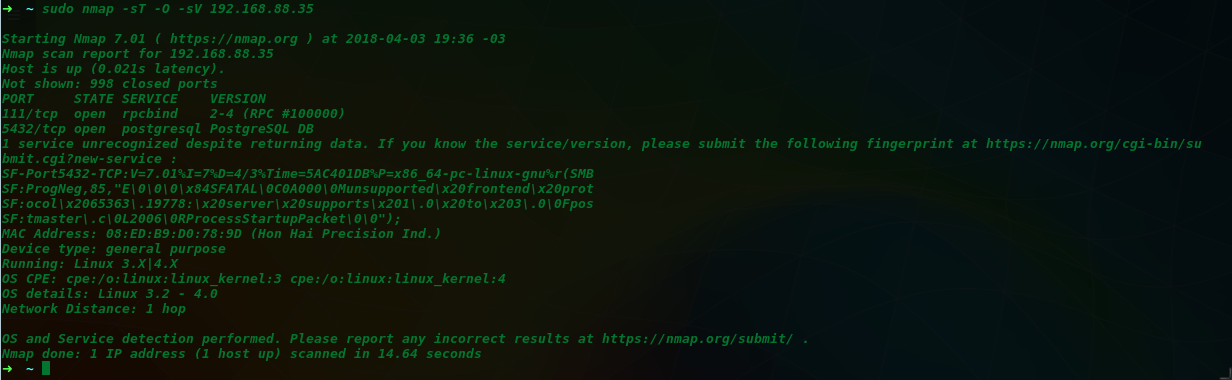 ➜  ~ sudo nmap -sT -O -sV 192.168.88.35
Starting Nmap 7.01 ( https://nmap.org ) at 2018-04-03 19:36 -03
Nmap scan report for 192.168.88.35
Host is up (0.021s latency).
Not shown: 998 closed ports
PORT     STATE SERVICE    VERSION
111/tcp  open  rpcbind    2-4 (RPC #100000)
5432/tcp open  postgresql PostgreSQL DB
1 service unrecognized despite returning data. If you know the service/version, please submit the following fingerprint at https://nmap.org/cgi-bin/su
bmit.cgi?new-service :
SF-Port5432-TCP:V=7.01%I=7%D=4/3%Time=5AC401DB%P=x86_64-pc-linux-gnu%r(SMB
SF:ProgNeg,85,"E\0\0\0\x84SFATAL\0C0A000\0Munsupported\x20frontend\x20prot
SF:ocol\x2065363\.19778:\x20server\x20supports\x201\.0\x20to\x203\.0\0Fpos
SF:tmaster\.c\0L2006\0RProcessStartupPacket\0\0");
MAC Address: 08:ED:B9:D0:78:9D (Hon Hai Precision Ind.)
Device type: general purpose
Running: Linux 3.X|4.X
OS CPE: cpe:/o:linux:linux_kernel:3 cpe:/o:linux:linux_kernel:4
OS details: Linux 3.2 - 4.0
Network Distance: 1 hop
OS and Service detection performed. Please report any incorrect results at https://nmap.org/submit/ .
Nmap done: 1 IP address (1 host up) scanned in 14.64 seconds
➜  ~